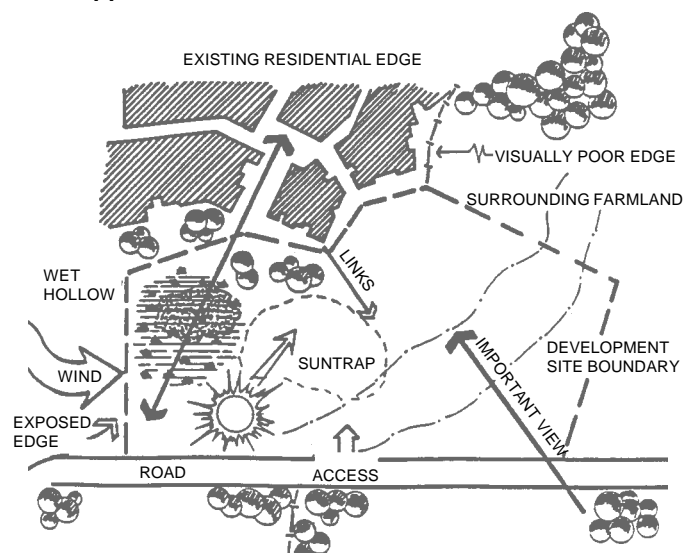 EXISTING RESIDENTIAL EDGE
VISUALLY POOR EDGE
SURROUNDING FARMLAND
WET
HOLLOW
LINKS
WIND
SUNTRAP
IMPORTANT VIEW
DEVELOPMENT
SITE BOUNDARY
EXPOSED
EDGE
ROAD
ACCESS